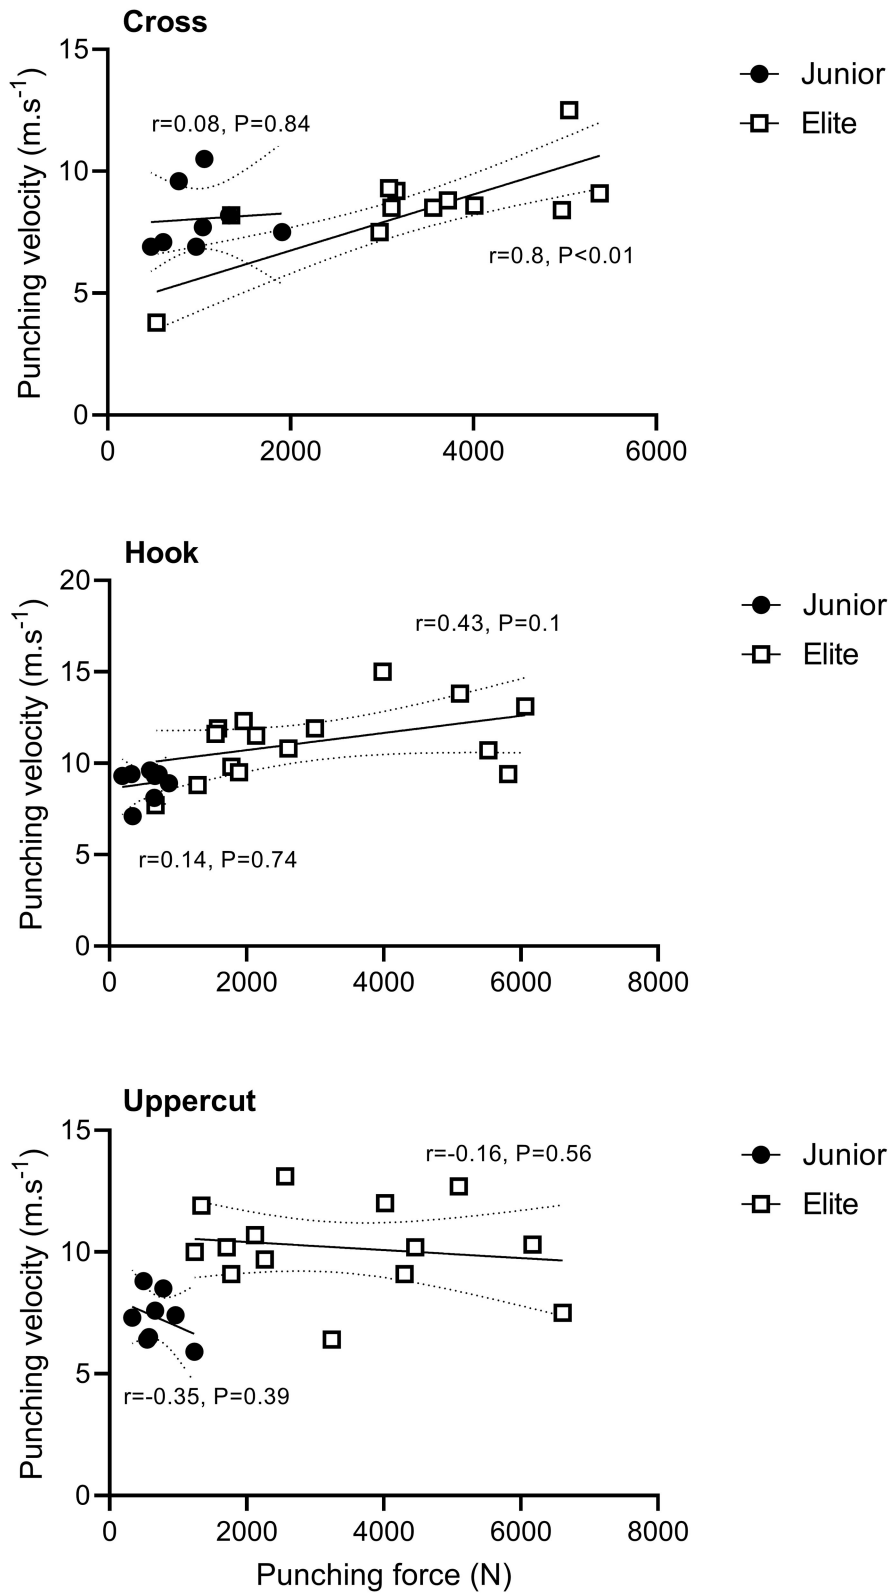 Cross
Punching velocity (m.s⁻¹)
15
10
5
0
0 2000 4000 6000
r=0.08, P=0.84
r=0.8, P<0.01
Junior
Elite
Hook
Punching velocity (m.s⁻¹)
20
15
10
5
0
0 2000 4000 6000 8000
r=0.43, P=0.1
r=0.14, P=0.74
Junior
Elite
Uppercut
Punching velocity (m.s⁻¹)
15
10
5
0
0 2000 4000 6000 8000
r=-0.16, P=0.56
r=-0.35, P=0.39
Junior
Elite
Punching force (N)